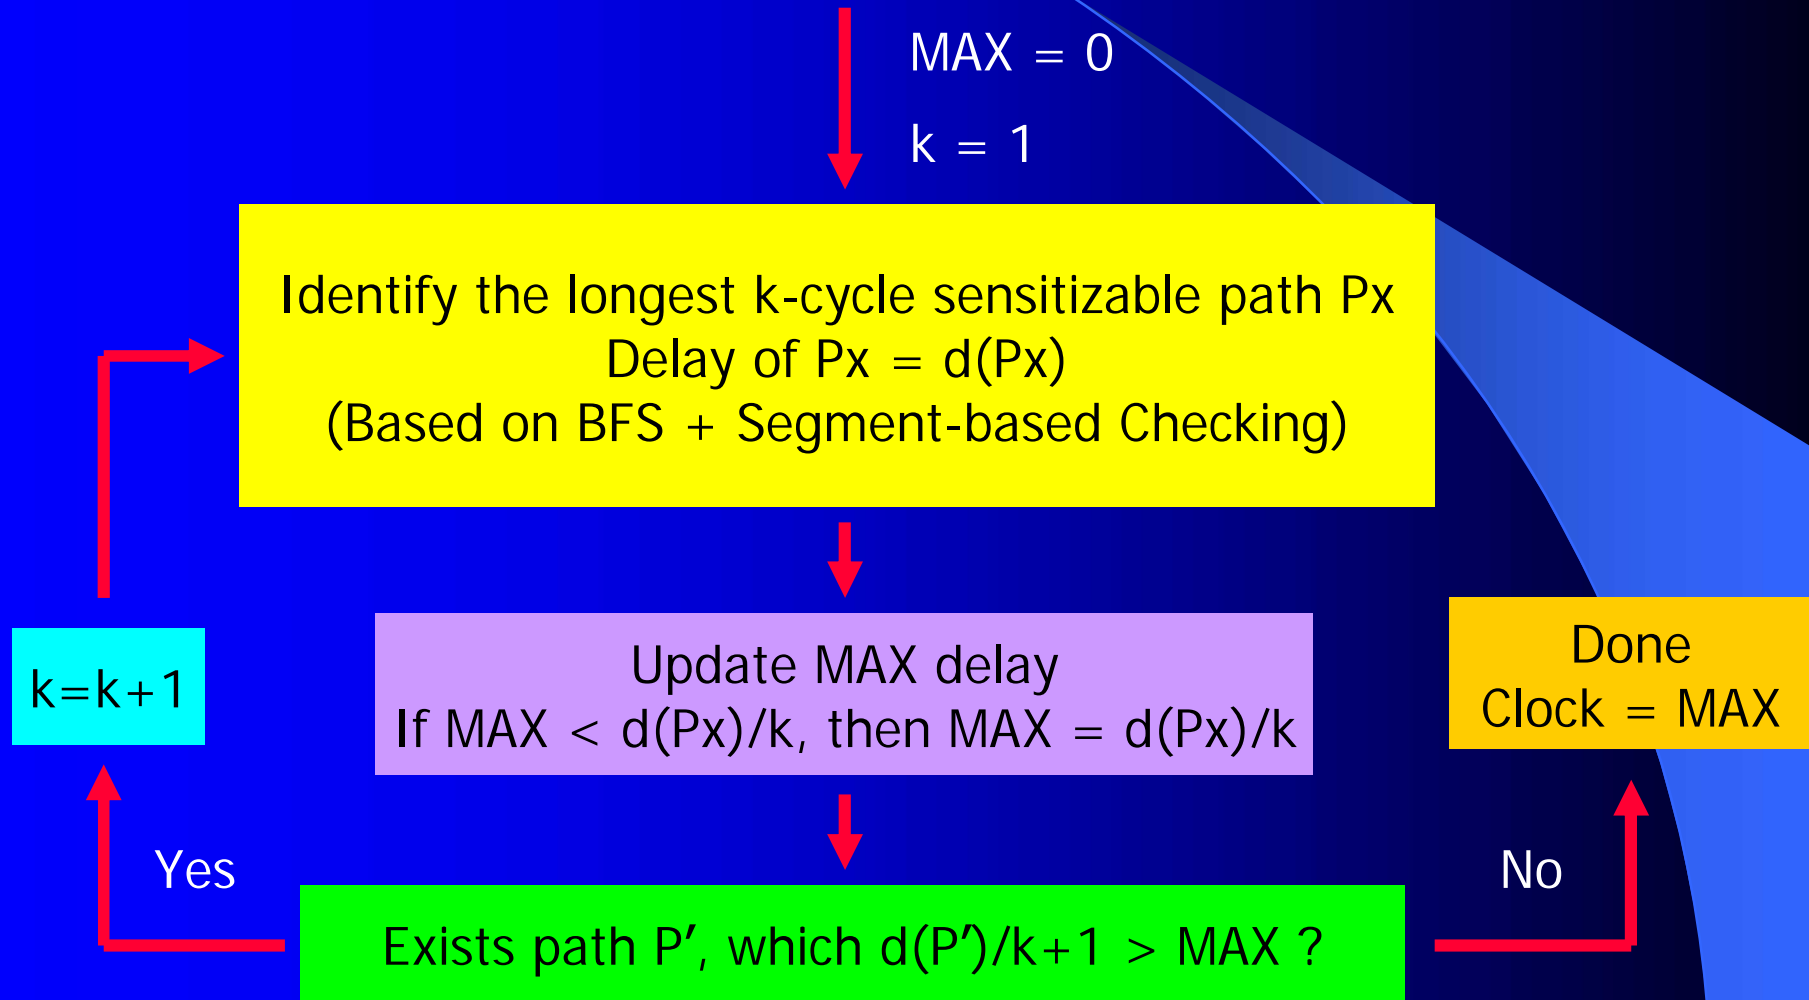 MAX = 0
k = 1
Identify the longest k-cycle sensitizable path Px
Delay of Px = d(Px)
(Based on BFS + Segment-based Checking)
k=k+1
Update MAX delay
If MAX < d(Px)/k, then MAX = d(Px)/k
Done
Clock = MAX
Yes
No
Exists path P’, which d(P’)/k+1 > MAX ?